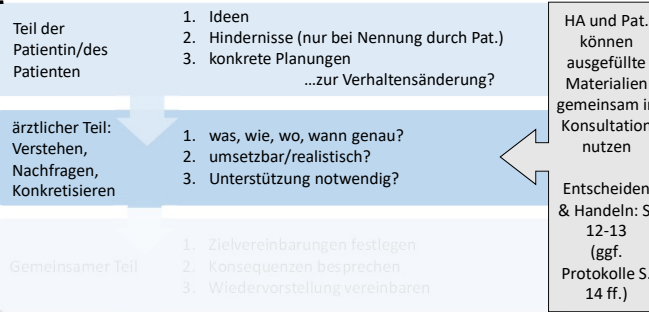 Teil der
Patientin/des
Patienten
1. Ideen
2. Hindernisse (nur bei Nennung durch Pat.)
3. konkrete Planungen
…zur Verhaltensänderung?
ärztlicher Teil:
Verstehen,
Nachfragen,
Konkretisieren
1. was, wie, wo, wann genau?
2. umsetzbar/realistisch?
3. Unterstützung notwendig?
Gemeinsamer Teil
1. Zielvereinbarungen festlegen
2. Konsequenzen besprechen
3. Wiedervorstellung vereinbaren
HA und Pat.
können
ausgefüllte
Materialien
gemeinsam in
Konsultation
nutzen
Entscheiden
& Handeln: S.
12-13
(ggf.
Protokolle S.
14 ff.)